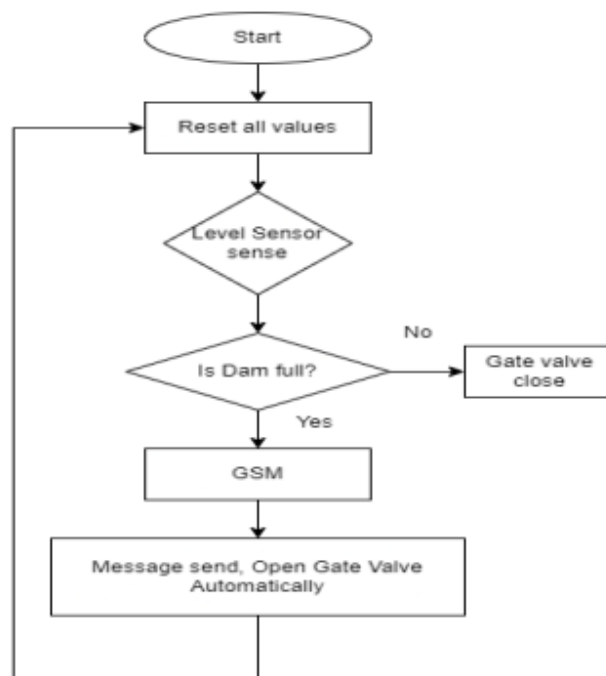 Start
Reset all values
Level Sensor
sense
No
Is Dam full?
Gate valve
close
Yes
GSM
Message send, Open Gate Valve
Automatically